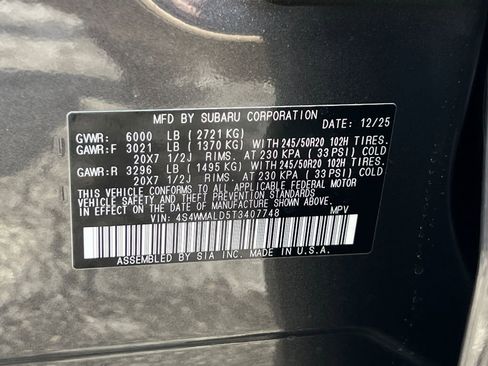 MFD BY SUBARU CORPORATION DATE: 12/25
GVWR: 6000 LB ( 2721 KG)
GAWR:F 3021 LB ( 1370 KG) WITH 245/50R20 102H TIRES.
20X7 1/2J RIMS. AT 230 KPA ( 33 PSI) COLD
GAWR:R 3296 LB ( 1495 KG) WITH 245/50R20 102H TIRES.
20X7 1/2J RIMS. AT 230 KPA ( 33 PSI) COLD
THIS VEHICLE CONFORMS TO ALL APPLICABLE FEDERAL MOTOR
VEHICLE SAFETY AND THEFT PREVENTION STANDARDS IN EFFECT ON THE DATE
OF MANUFACTURE SHOWN ABOVE.
VIN: 4S4WMALD5T3407748 MPV
ASSEMBLED BY SIA INC. MADE IN U.S.A.